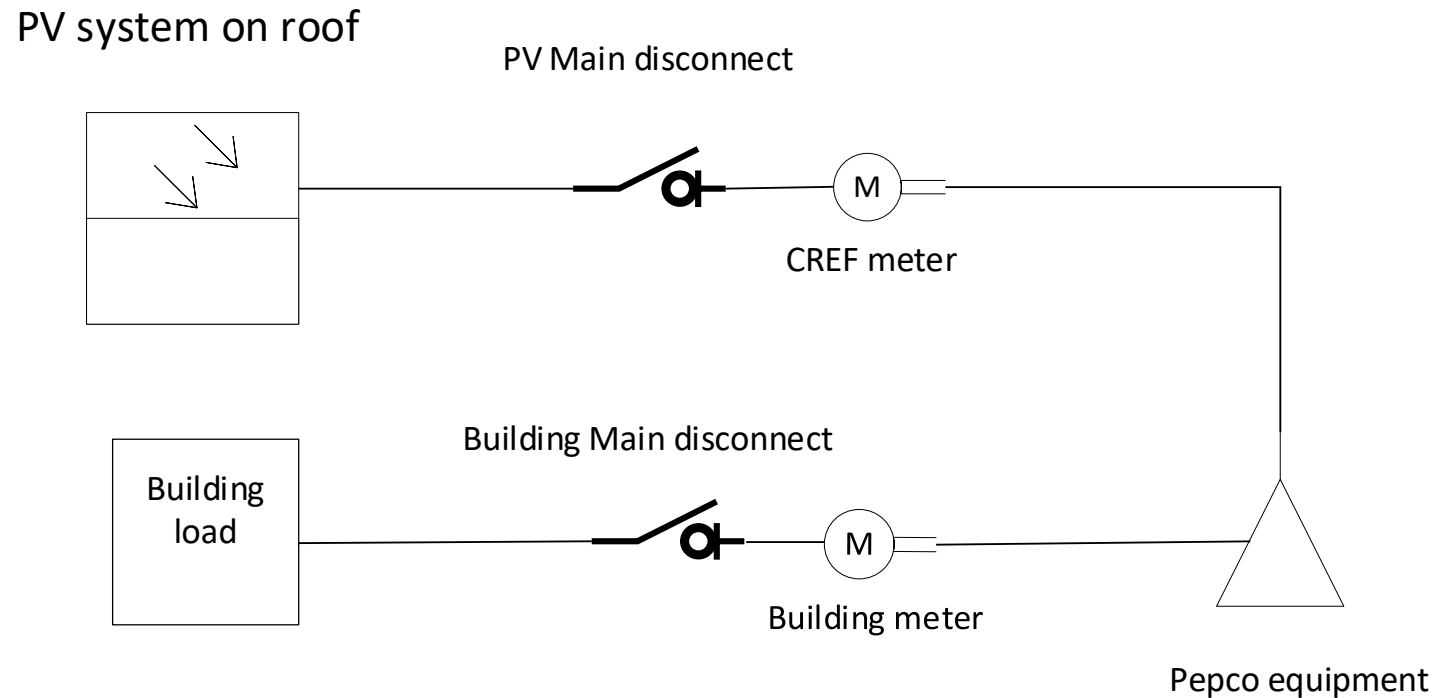 PV system on roof
PV Main disconnect
M
CREF meter
Building Main disconnect
Building
load
M
Building meter
Pepco equipment